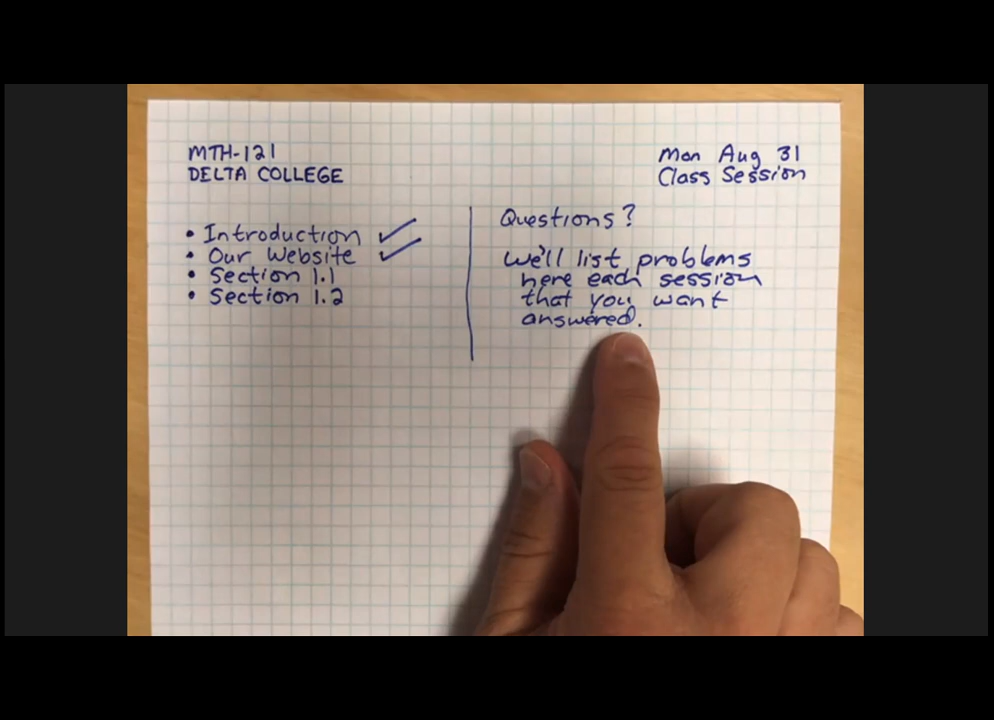 MTH-121
DELTA COLLEGE
Mon Aug 31
Class Session
• Introduction
• Our Website
• Section 1.1
• Section 1.2
Questions?
We'll list problems
here each session
that you want
answered.